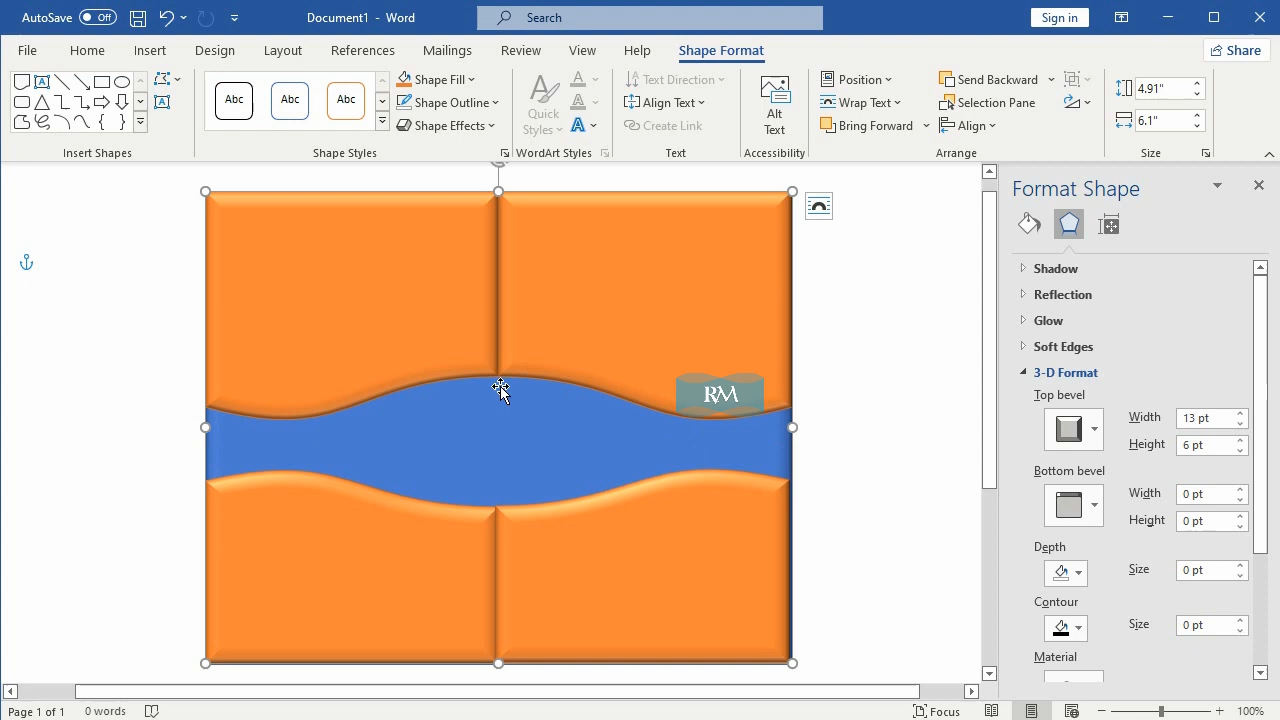 AutoSave Off Document1 - Word Search Sign in
File Home Insert Design Layout References Mailings Review View Help Shape Format Share
Abc Abc Abc
Shape Fill
Shape Outline
Shape Effects
Quick Styles
Text Direction
Align Text
Create Link
Alt Text
Position
Wrap Text
Bring Forward
Send Backward
Selection Pane
Align
4.91"
6.1"
Insert Shapes Shape Styles WordArt Styles Text Accessibility Arrange Size
Format Shape
Shadow
Reflection
Glow
Soft Edges
3-D Format
Top bevel
Width 13 pt
Height 6 pt
Bottom bevel
Width 0 pt
Height 0 pt
Depth
Size 0 pt
Contour
Size 0 pt
Material
RM
Page 1 of 1 0 words Focus 100%